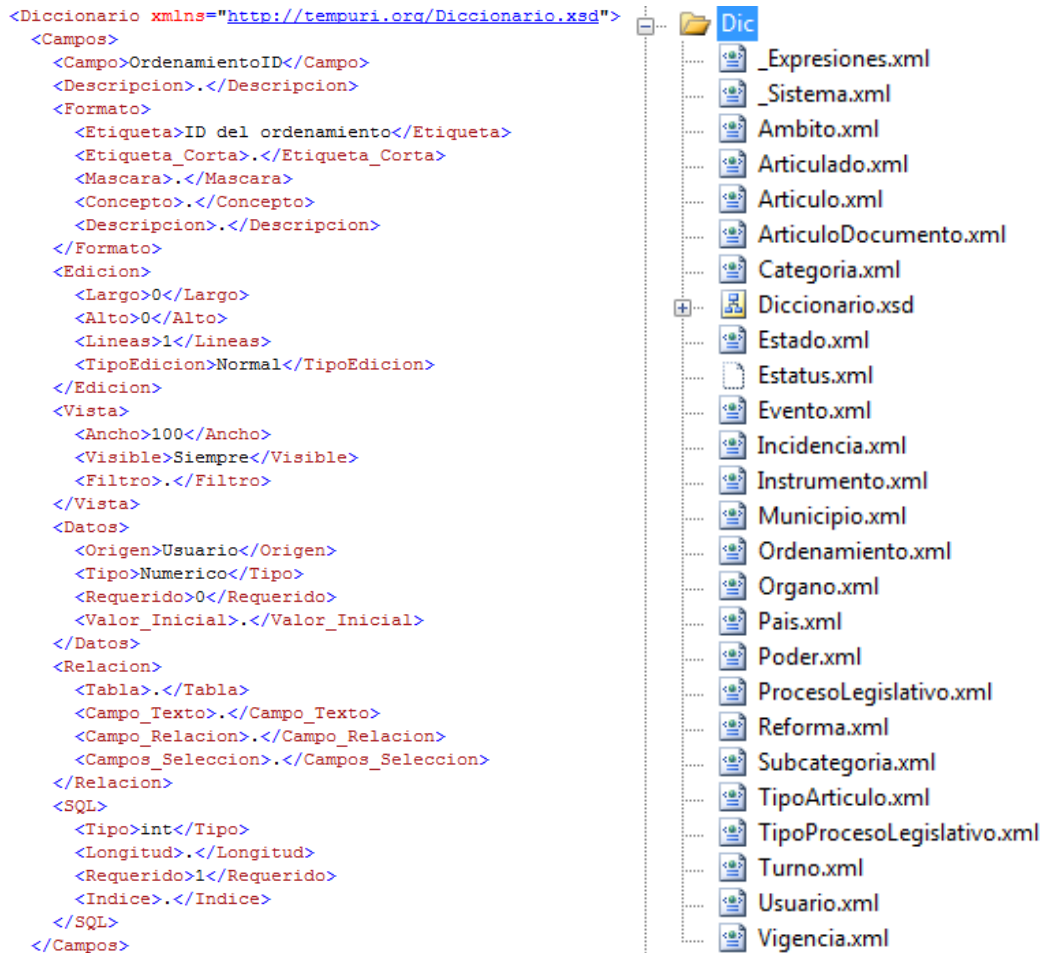 <Diccionario xmlns="http://tempuri.org/Diccionario.xsd">
<Campos>
<Campo>OrdenamientoID</Campo>
<Descripcion>.</Descripcion>
<Formato>
<Etiqueta>ID del ordenamiento</Etiqueta>
<Etiqueta_Corta>.</Etiqueta_Corta>
<Mascara>.</Mascara>
<Concepto>.</Concepto>
<Descripcion>.</Descripcion>
</Formato>
<Edicion>
<Largo>0</Largo>
<Alto>0</Alto>
<Lineas>1</Lineas>
<TipoEdicion>Normal</TipoEdicion>
</Edicion>
<Vista>
<Ancho>100</Ancho>
<Visible>Siempre</Visible>
<Filtro>.</Filtro>
</Vista>
<Datos>
<Origen>Usuario</Origen>
<Tipo>Numerico</Tipo>
<Requerido>0</Requerido>
<Valor_Inicial>.</Valor_Inicial>
</Datos>
<Relacion>
<Tabla>.</Tabla>
<Campo_Texto>.</Campo_Texto>
<Campo_Relacion>.</Campo_Relacion>
<Campos_Seleccion>.</Campos_Seleccion>
</Relacion>
<SQL>
<Tipo>int</Tipo>
<Longitud>.</Longitud>
<Requerido>1</Requerido>
<Indice>.</Indice>
</SQL>
</Campos>
Dic
_Expresiones.xml
_Sistema.xml
Ambito.xml
Articulado.xml
Articulo.xml
ArticuloDocumento.xml
Categoria.xml
Diccionario.xsd
Estado.xml
Estatus.xml
Evento.xml
Incidencia.xml
Instrumento.xml
Municipio.xml
Ordenamiento.xml
Organo.xml
Pais.xml
Poder.xml
ProcesoLegislativo.xml
Reforma.xml
Subcategoria.xml
TipoArticulo.xml
TipoProcesoLegislativo.xml
Turno.xml
Usuario.xml
Vigencia.xml